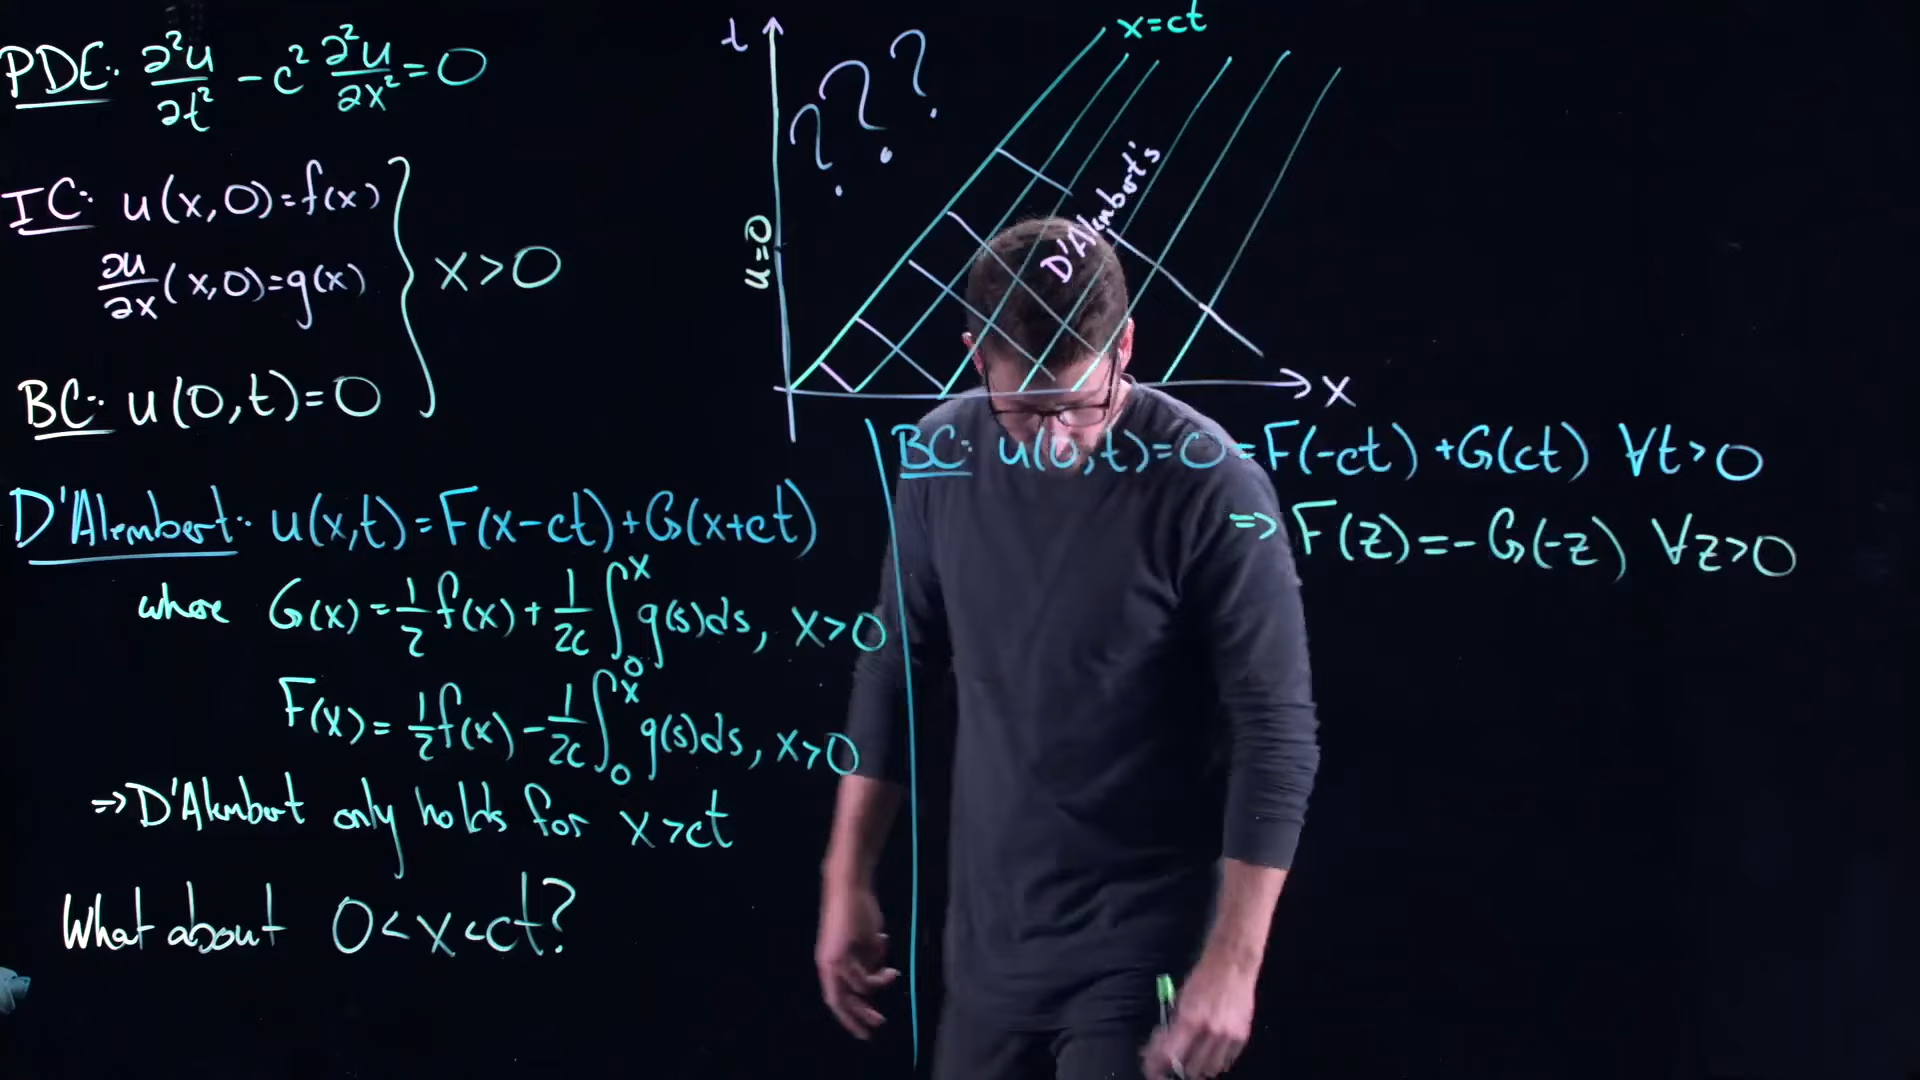 PDE: ∂²u/∂t² - c² ∂²u/∂x² = 0
IC: u(x,0)=f(x)
∂u/∂x (x,0)=g(x)
x>0
BC: u(0,t)=0
t
x=ct
? ? ?
u=0
D'Alembert's
x
D'Alembert: u(x,t)=F(x-ct)+G(x+ct)
where G(x)=1/2 f(x)+1/2c ∫₀ˣ g(s)ds, x>0
F(x)=1/2 f(x)-1/2c ∫₀ˣ g(s)ds, x>0
⇒D'Alembert only holds for x>ct
What about 0<x<ct?
BC: u(0,t)=0=F(-ct)+G(ct) ∀t>0
⇒F(z)=-G(-z) ∀z>0